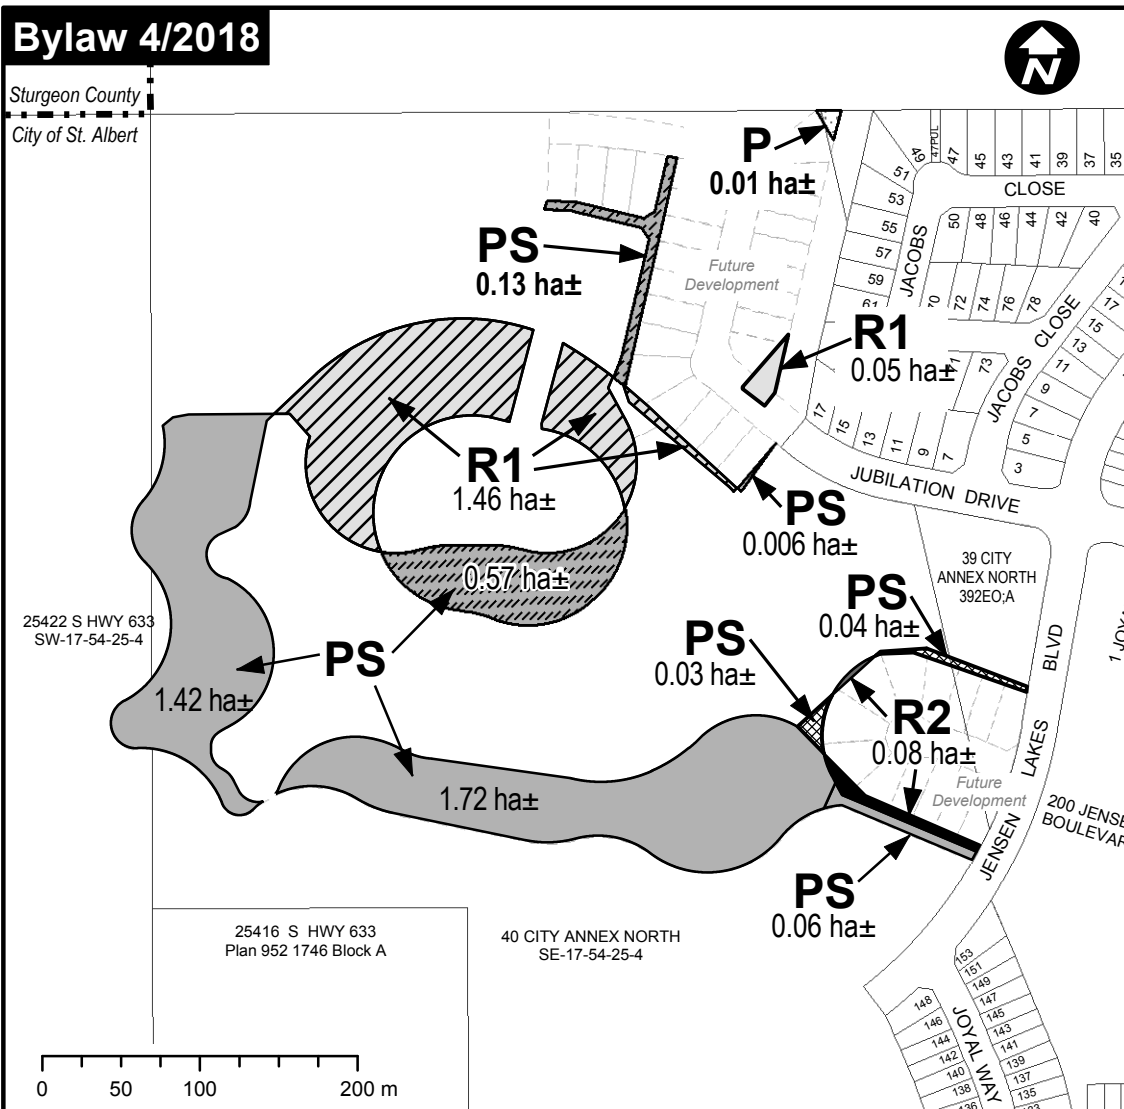 Bylaw 4/2018
N
Sturgeon County
City of St. Albert
P
0.01 ha±
PS
0.13 ha±
Future
Development
R1
0.05 ha±
R1
1.46 ha±
PS
0.006 ha±
0.57 ha±
PS
1.42 ha±
1.72 ha±
PS
0.03 ha±
PS
0.04 ha±
R2
0.08 ha±
Future
Development
PS
0.06 ha±
25422 S HWY 633
SW-17-54-25-4
25416 S HWY 633
Plan 952 1746 Block A
40 CITY ANNEX NORTH
SE-17-54-25-4
39 CITY
ANNEX NORTH
392EO;A
200 JENSE
BOULEVAR
CLOSE
JACOBS
JACOBS CLOSE
JUBILATION DRIVE
JENSEN LAKES BLVD
JOYAL WAY
49
47PUL
47
45
43
41
39
37
35
51
53
55
57
59
61
50
48
46
44
42
40
70
72
74
76
78
71
73
17
15
13
11
9
7
5
3
17
15
13
11
9
7
153
151
149
147
145
143
141
139
137
135
148
146
144
142
140
138
136
0
50
100
200 m